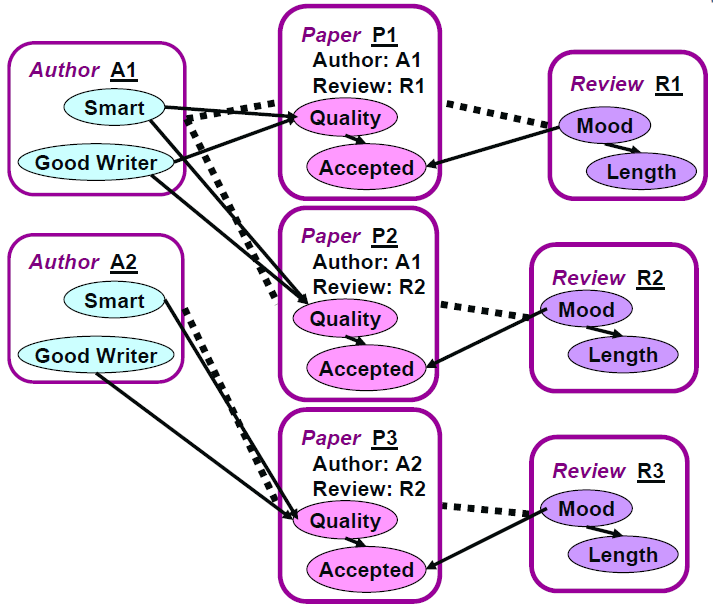 Author A1
Smart
Good Writer
Author A2
Smart
Good Writer
Paper P1
Author: A1
Review: R1
Quality
Accepted
Paper P2
Author: A1
Review: R2
Quality
Accepted
Paper P3
Author: A2
Review: R2
Quality
Accepted
Review R1
Mood
Length
Review R2
Mood
Length
Review R3
Mood
Length